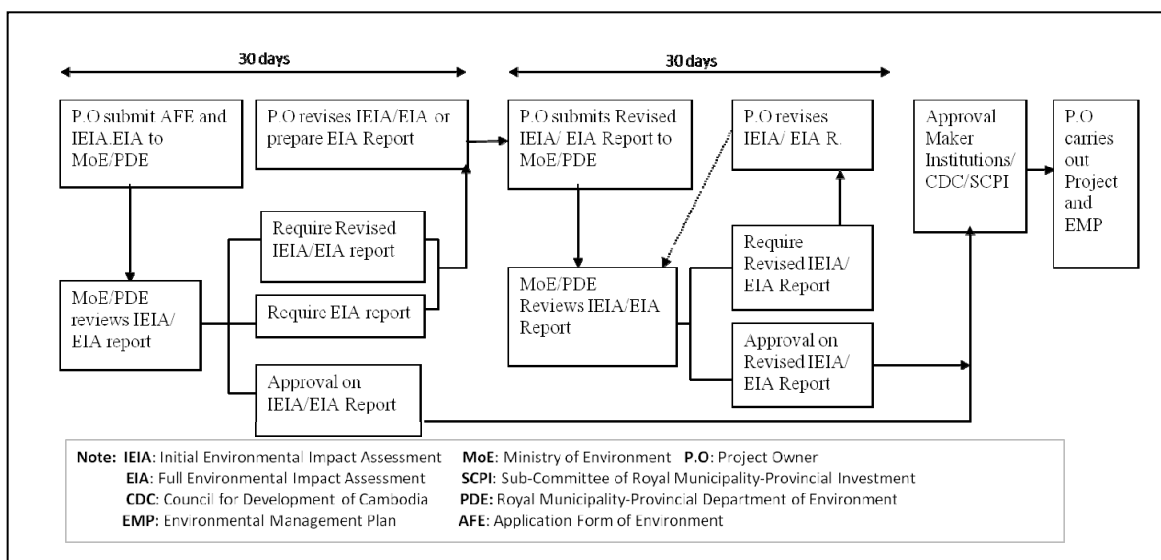 30 days
30 days
P.O submit AFE and
IEIA.EIA to
MoE/PDE
P.O revises IEIA/EIA or
prepare EIA Report
P.O submits Revised
IEIA/ EIA Report to
MoE/PDE
P.O revises
IEIA/ EIA R.
Approval
Maker
Institutions/
CDC/SCPI
P.O
carries
out
Project
and
EMP
MoE/PDE
reviews IEIA/
EIA report
Require Revised
IEIA/EIA report
Require EIA report
Approval on
IEIA/EIA Report
MoE/PDE
Reviews IEIA/EIA
Report
Require
Revised IEIA/
EIA Report
Approval on
Revised IEIA/
EIA Report
Note: IEIA: Initial Environmental Impact Assessment MoE: Ministry of Environment P.O: Project Owner
EIA: Full Environmental Impact Assessment SCPI: Sub-Committee of Royal Municipality-Provincial Investment
CDC: Council for Development of Cambodia PDE: Royal Municipality-Provincial Department of Environment
EMP: Environmental Management Plan AFE: Application Form of Environment